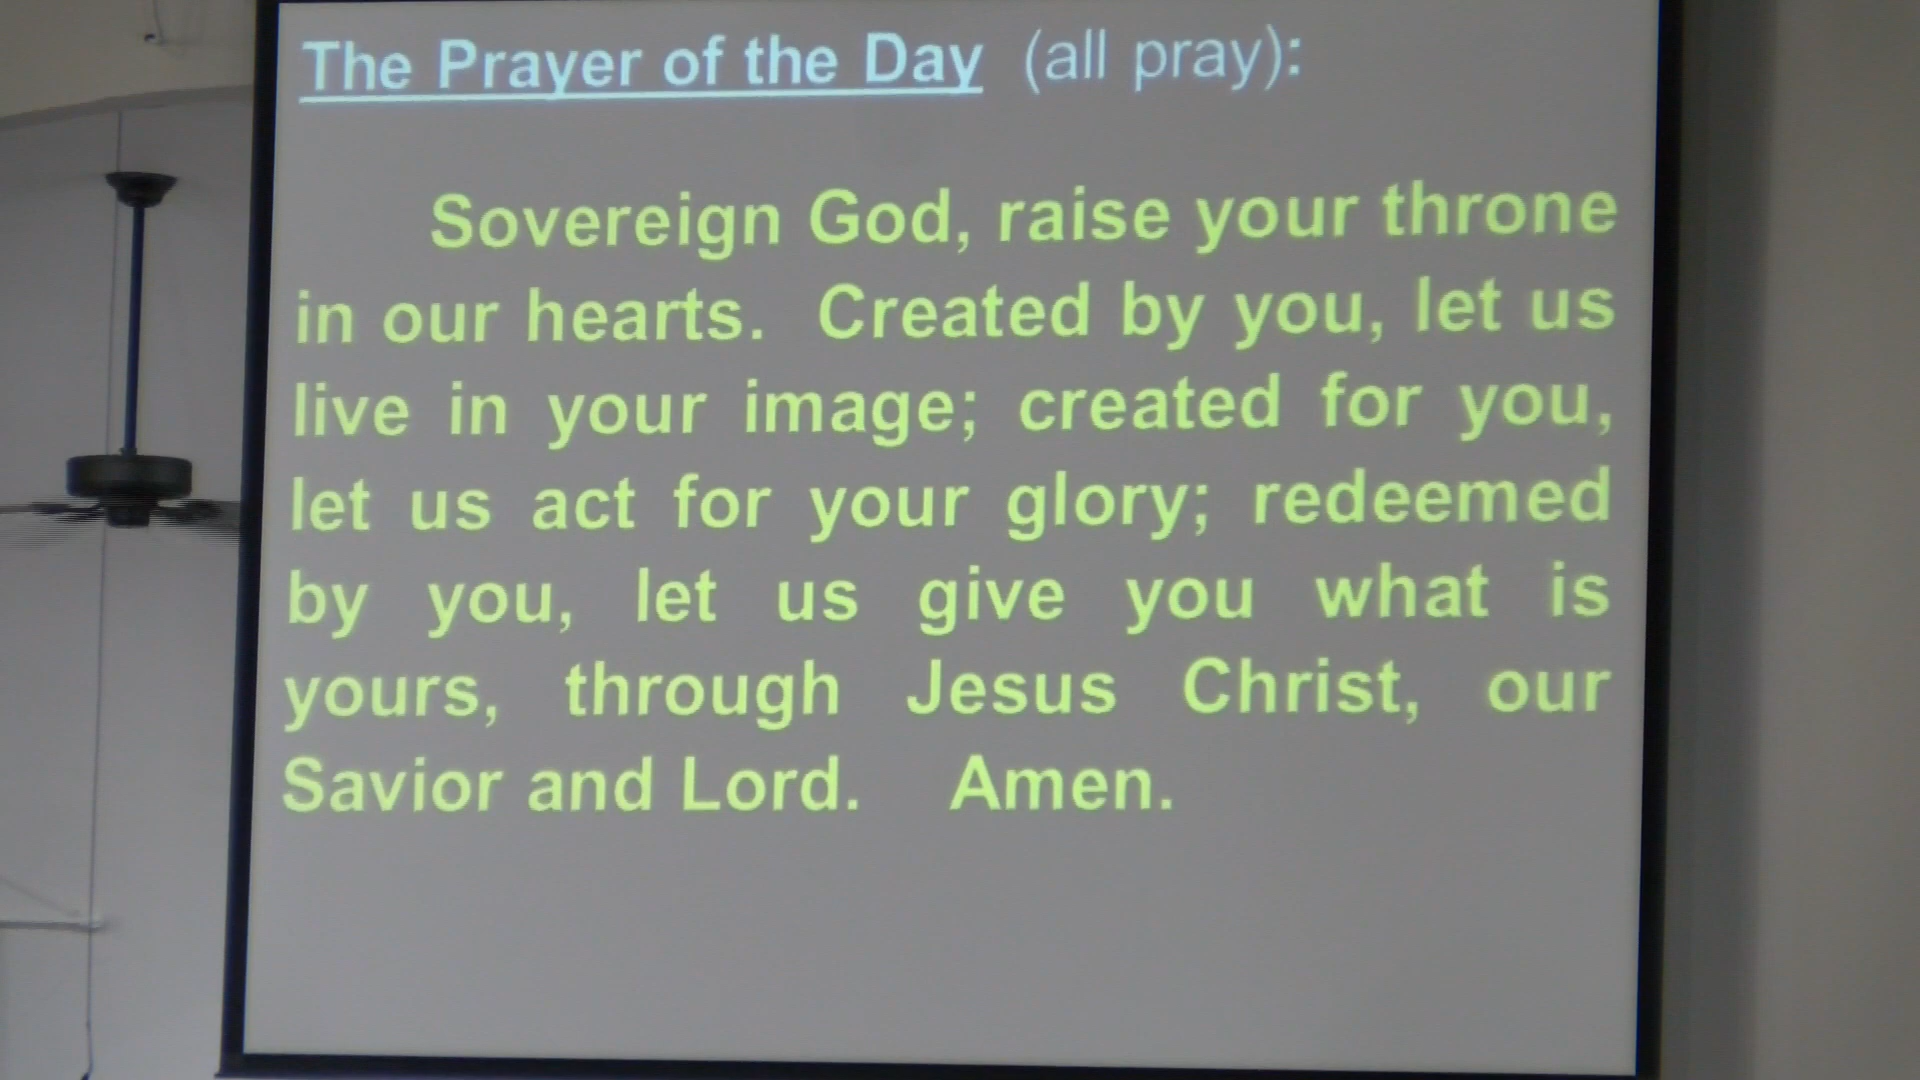 The Prayer of the Day (all pray):
Sovereign God, raise your throne
in our hearts. Created by you, let us
live in your image; created for you,
let us act for your glory; redeemed
by you, let us give you what is
yours, through Jesus Christ, our
Savior and Lord. Amen.